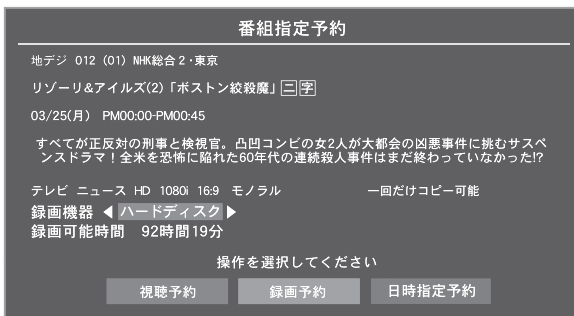 番組指定予約
地デジ 012 (01) NHK総合2・東京
リゾーリ&アイルズ(2)「ボストン絞殺魔」二字
03/25(月) PM00:00-PM00:45
すべてが正反対の刑事と検視官。凸凹コンビの女2人が大都会の凶悪事件に挑むサスペ
ンスドラマ!全米を恐怖に陥れた60年代の連続殺人事件はまだ終わっていなかった!?
テレビ ニュース HD 1080i 16:9 モノラル 一回だけコピー可能
録画機器 ◀ ハードディスク ▶
録画可能時間 92時間19分
操作を選択してください
視聴予約 録画予約 日時指定予約